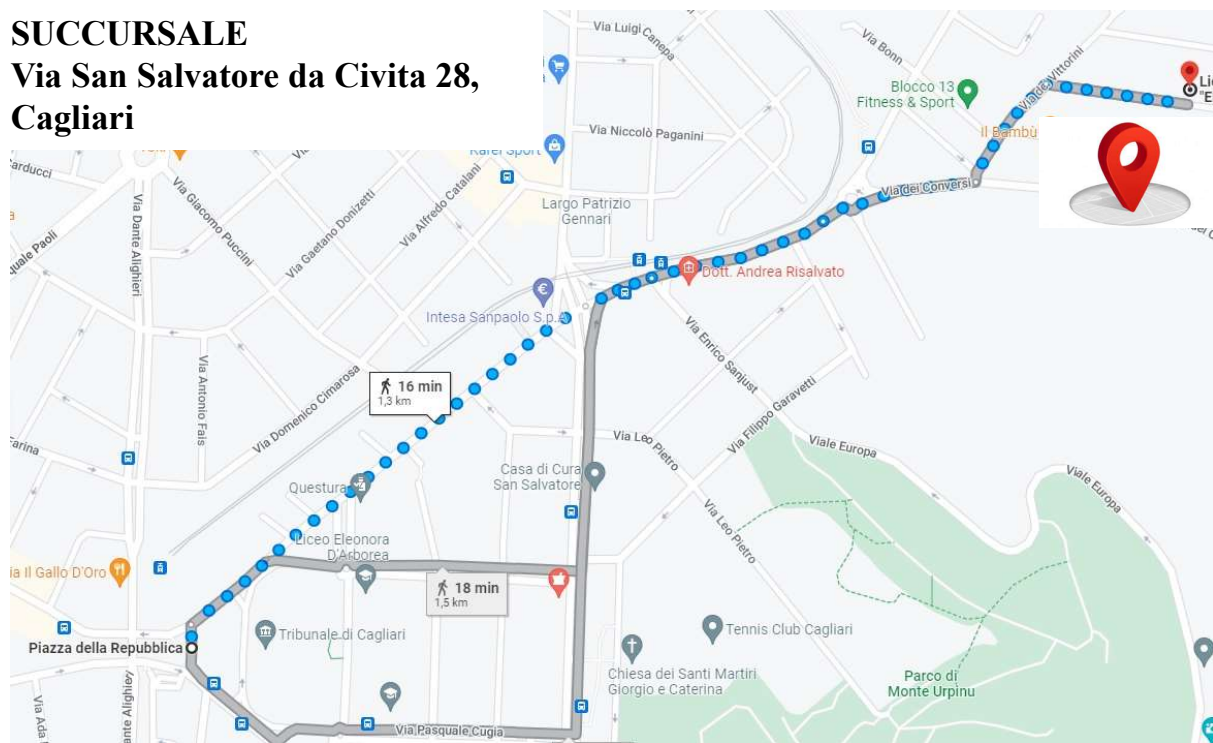 SUCCURSALE
Via San Salvatore da Civita 28,
Cagliari
Via Luigi Canepa
Via Bonn
Via dei Vittorini
Blocco 13
Fitness & Sport
Il Bambù
Via Niccolò Paganini
Karel Sport
Carducci
Via Giacomo Puccini
Via Dante Alighieri
Via Gaetano Donizetti
Via Alfredo Catalani
Largo Patrizio
Gennari
Via dei Conversi
Dott. Andrea Risalvato
Intesa Sanpaolo S.p.A
€
Via Enrico Sanjust
Via Antonio Fais
Via Domenico Cimarosa
16 min
1,3 km
Via Filippo Garavetti
Farina
Via Leo Pietro
Viale Europa
Viale Europa
Casa di Cura
San Salvatore
Questura
Via Leo Pietro
Liceo Eleonora
D'Arborea
Il Gallo D'Oro
18 min
1,5 km
Tribunale di Cagliari
Tennis Club Cagliari
Piazza della Repubblica
Chiesa dei Santi Martiri
Giorgio e Caterina
Parco di
Monte Urpinu
Via Ada
Via Pasquale Cugia